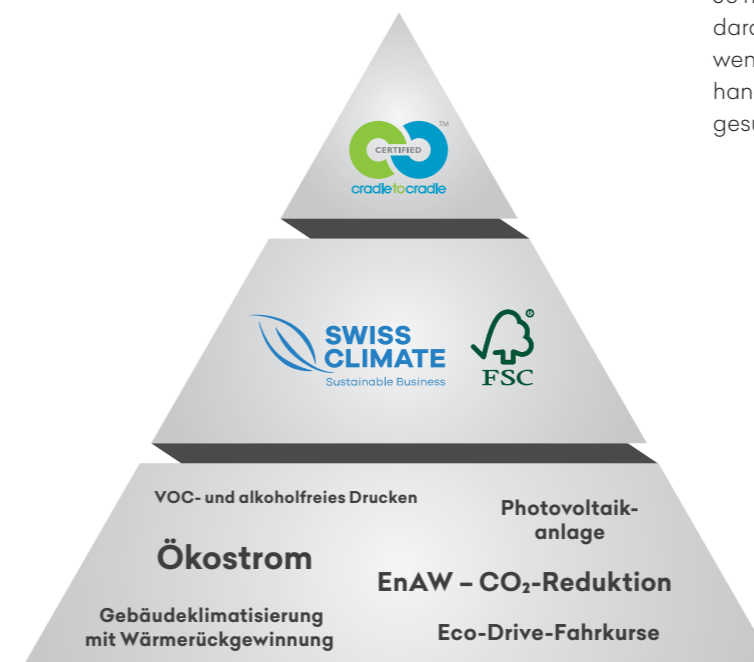 CERTIFIED
TM
cradletocradle
SWISS
CLIMATE
Sustainable Business
®
FSC
VOC- und alkoholfreies Drucken
Photovoltaik-
anlage
Ökostrom
EnAW – CO₂-Reduktion
Gebäudeklimatisierung
mit Wärmerückgewinnung
Eco-Drive-Fahrkurse